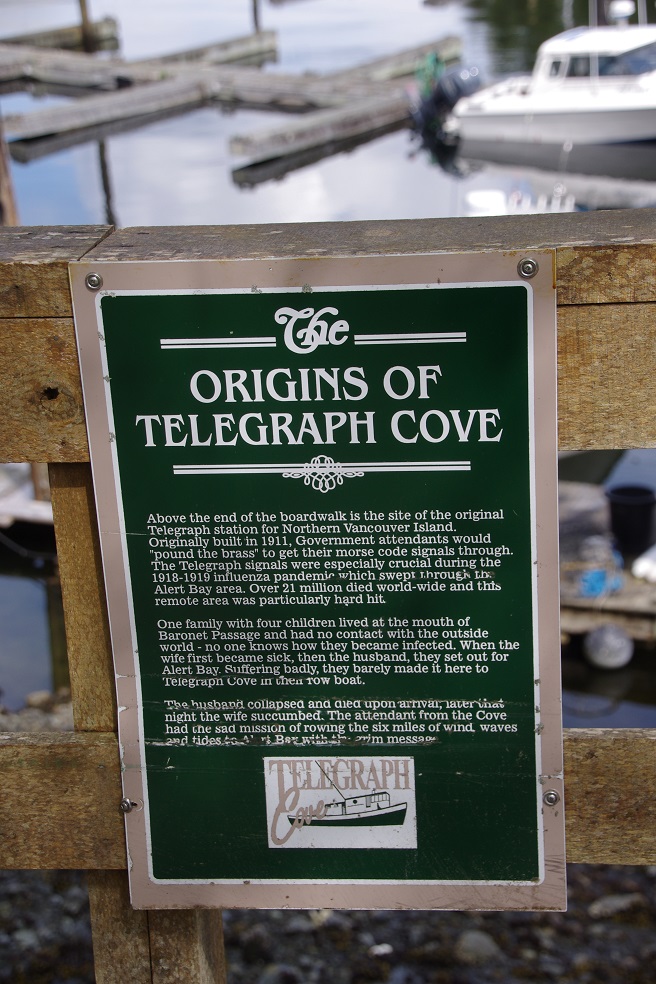 The
ORIGINS OF
TELEGRAPH COVE
Above the end of the boardwalk is the site of the original
Telegraph station for Northern Vancouver Island.
Originally built in 1911, Government attendants would
"pound the brass" to get their morse code signals through.
The Telegraph signals were especially crucial during the
1918-1919 influenza pandemic which swept through the
Alert Bay area. Over 21 million died world-wide and this
remote area was particularly hard hit.
One family with four children lived at the mouth of
Baronet Passage and had no contact with the outside
world - no one knows how they became infected. When the
wife first became sick, then the husband, they set out for
Alert Bay. Suffering badly, they barely made it here to
Telegraph Cove in their row boat.
The husband collapsed and died upon arrival, later that
night the wife succumbed. The attendant from the Cove
had the sad mission of rowing the six miles of wind, waves
and tides to Alert Bay with the grim message.
TELEGRAPH
Cove